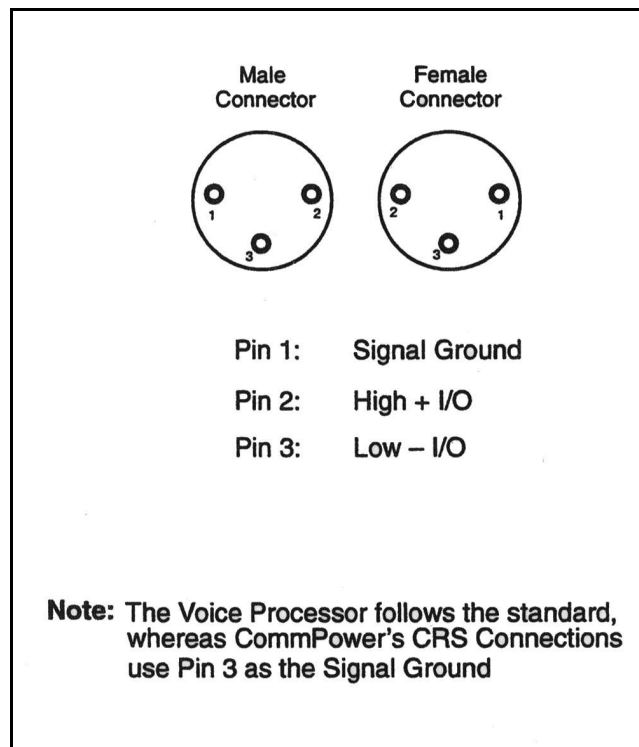 Male Connector
Female Connector
1
2
3
2
1
3
Pin 1: Signal Ground
Pin 2: High + I/O
Pin 3: Low – I/O
Note: The Voice Processor follows the standard,
whereas CommPower's CRS Connections
use Pin 3 as the Signal Ground